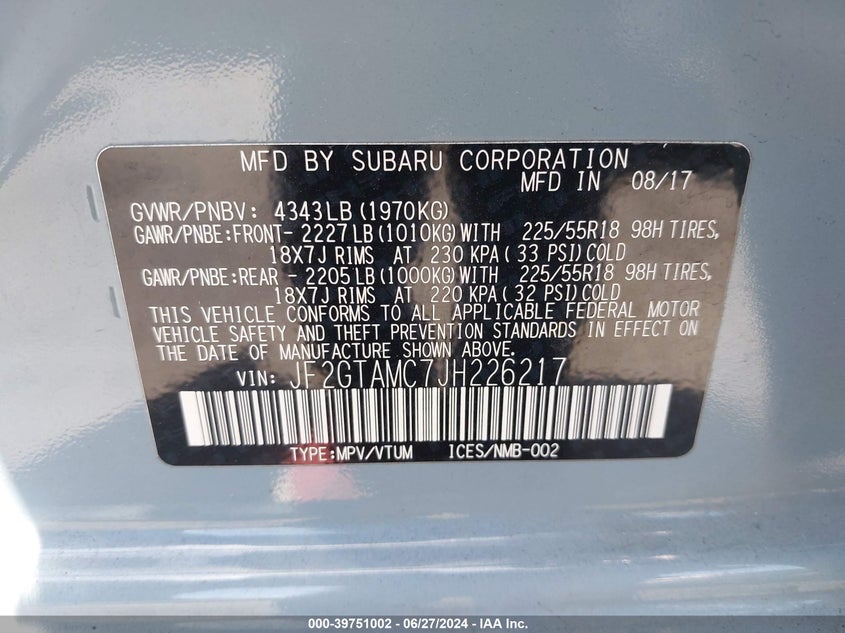 MFD BY SUBARU CORPORATION
MFD IN 08/17
GVWR/PNBV: 4343LB (1970KG)
GAWR/PNBE:FRONT- 2227LB(1010KG)WITH 225/55R18 98H TIRES,
18X7J RIMS AT 230 KPA( 33 PSI)COLD
GAWR/PNBE:REAR - 2205LB(1000KG)WITH 225/55R18 98H TIRES,
18X7J RIMS AT 220 KPA( 32 PSI)COLD
THIS VEHICLE CONFORMS TO ALL APPLICABLE FEDERAL MOTOR
VEHICLE SAFETY AND THEFT PREVENTION STANDARDS IN EFFECT ON
THE DATE OF MANUFACTURE SHOWN ABOVE.
VIN: JF2GTAMC7JH226217
TYPE:MPV/VTUM ICES/NMB-002
000-39751002 - 06/27/2024 - IAA Inc.